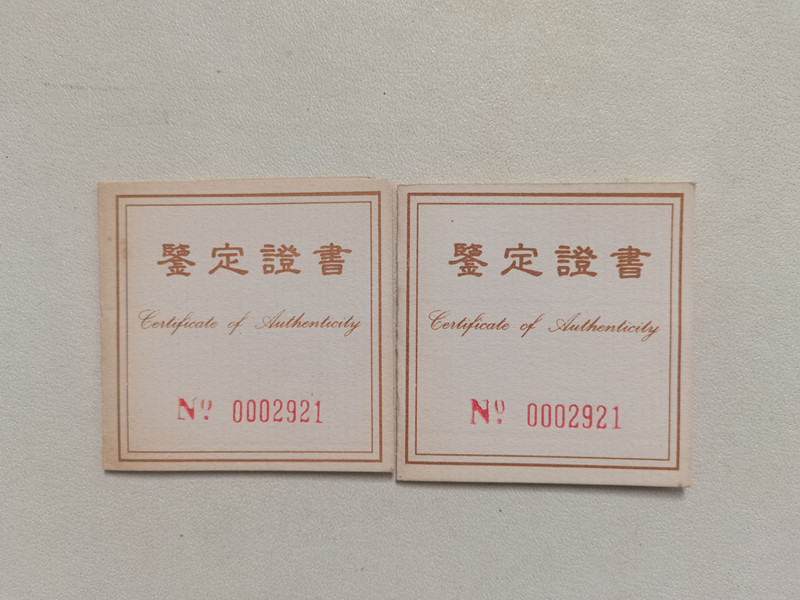 鑒定證書
Certificate of Authenticity
Nº 0002921
鑒定證書
Certificate of Authenticity
Nº 0002921